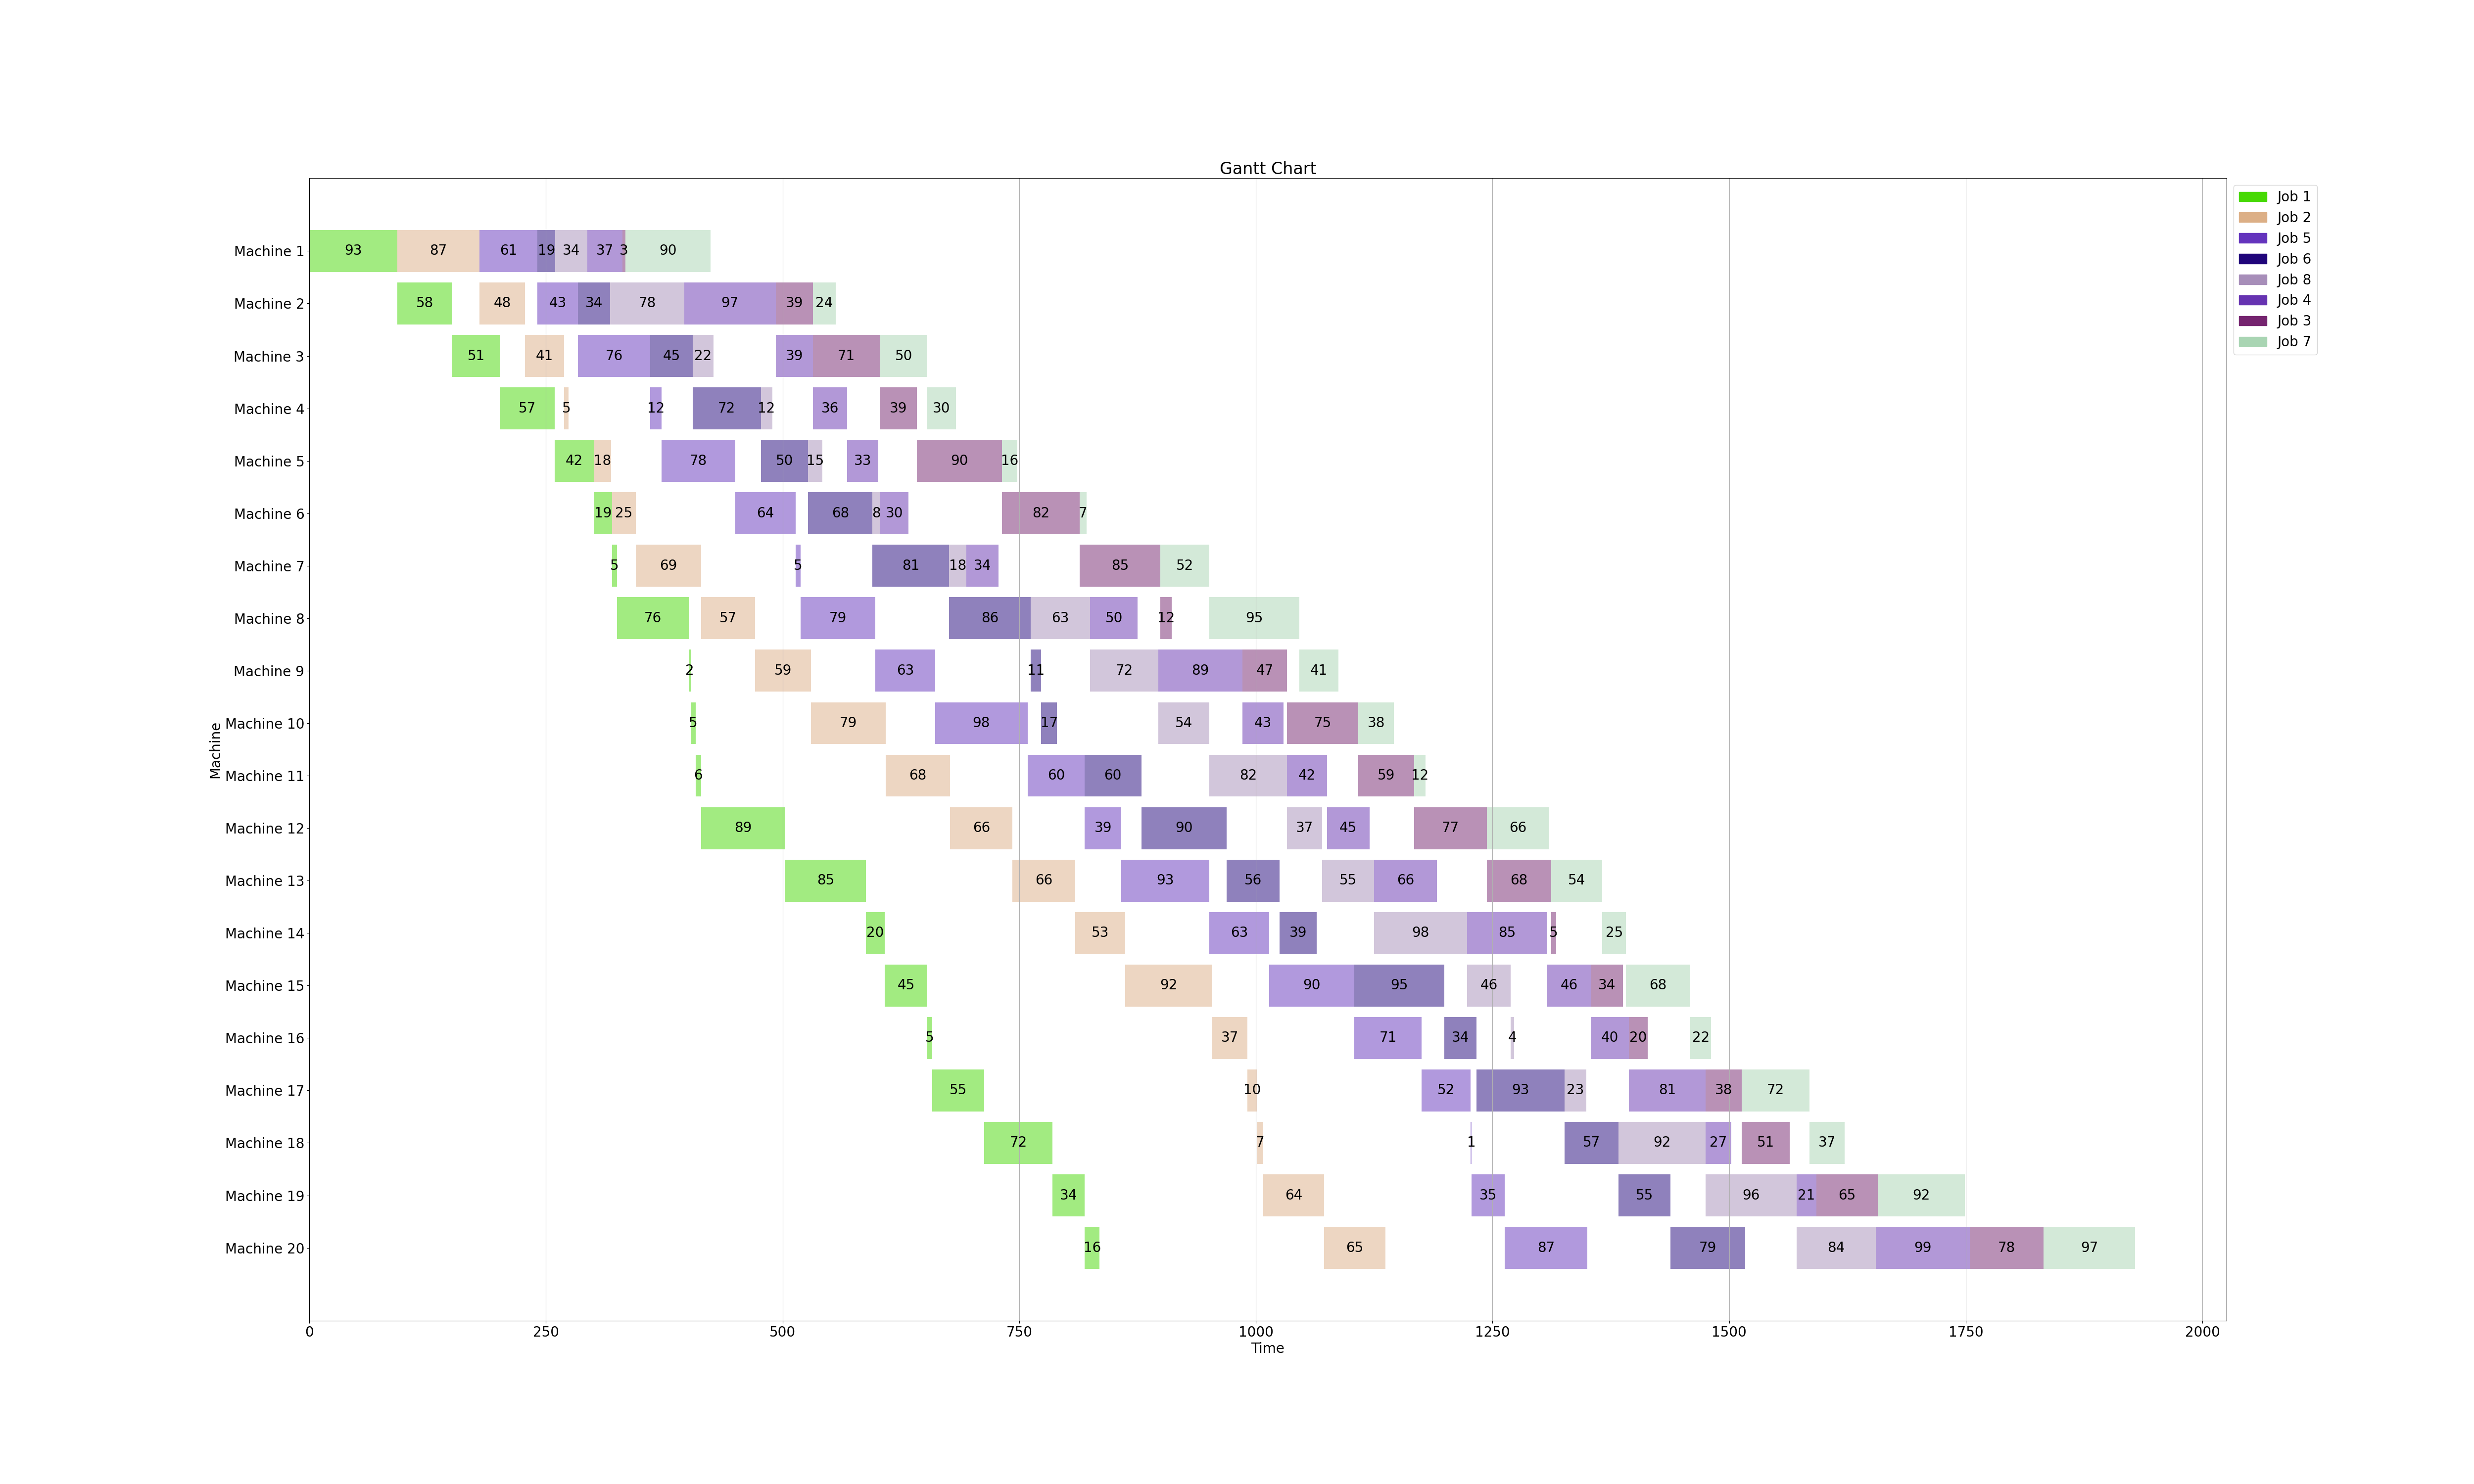 Gantt Chart
Job 1
Job 2
Job 5
Job 6
Job 8
Job 4
Job 3
Job 7
Machine 1 93 87 61 19 34 37 3 90
Machine 2 58 48 43 34 78 97 39 24
Machine 3 51 41 76 45 22 39 71 50
Machine 4 57 5 12 72 12 36 39 30
Machine 5 42 18 78 50 15 33 90 16
Machine 6 19 25 64 68 8 30 82 7
Machine 7 5 69 5 81 18 34 85 52
Machine 8 76 57 79 86 63 50 12 95
Machine 9 2 59 63 11 72 89 47 41
Machine 10 5 79 98 17 54 43 75 38
Machine 11 6 68 60 60 82 42 59 12
Machine 12 89 66 39 90 37 45 77 66
Machine 13 85 66 93 56 55 66 68 54
Machine 14 20 53 63 39 98 85 5 25
Machine 15 45 92 90 95 46 46 34 68
Machine 16 5 37 71 34 4 40 20 22
Machine 17 55 10 52 93 23 81 38 72
Machine 18 72 7 1 57 92 27 51 37
Machine 19 34 64 35 55 96 21 65 92
Machine 20 16 65 87 79 84 99 78 97
Machine
0 250 500 750 1000 1250 1500 1750 2000
Time